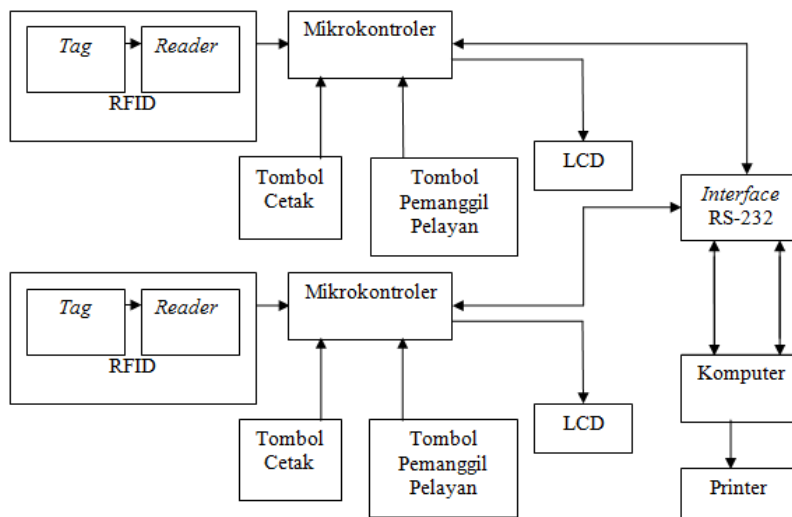 Mikrokontroler
Tag
Reader
RFID
Tombol
Cetak
Tombol
Pemanggil
Pelayan
LCD
Interface
RS-232
Mikrokontroler
Tag
Reader
RFID
Tombol
Cetak
Tombol
Pemanggil
Pelayan
LCD
Komputer
Printer